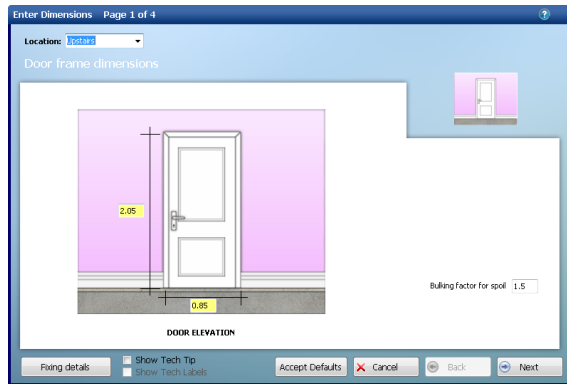 Enter Dimensions Page 1 of 4
?
Location: Upstairs
Door frame dimensions
2.05
Bulking factor for spoil 1.5
0.85
DOOR ELEVATION
Fixing details
Show Tech Tip
Show Tech Labels
Accept Defaults
Cancel
Back
Next